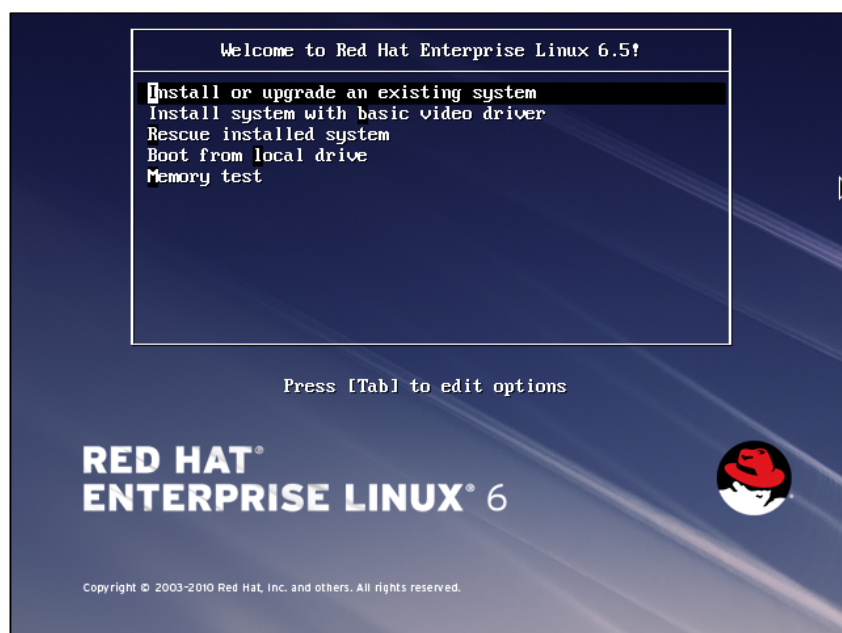 Welcome to Red Hat Enterprise Linux 6.5!
Install or upgrade an existing system
Install system with basic video driver
Rescue installed system
Boot from local drive
Memory test
Press [Tab] to edit options
RED HAT®
ENTERPRISE LINUX® 6
Copyright © 2003-2010 Red Hat, Inc. and others. All rights reserved.